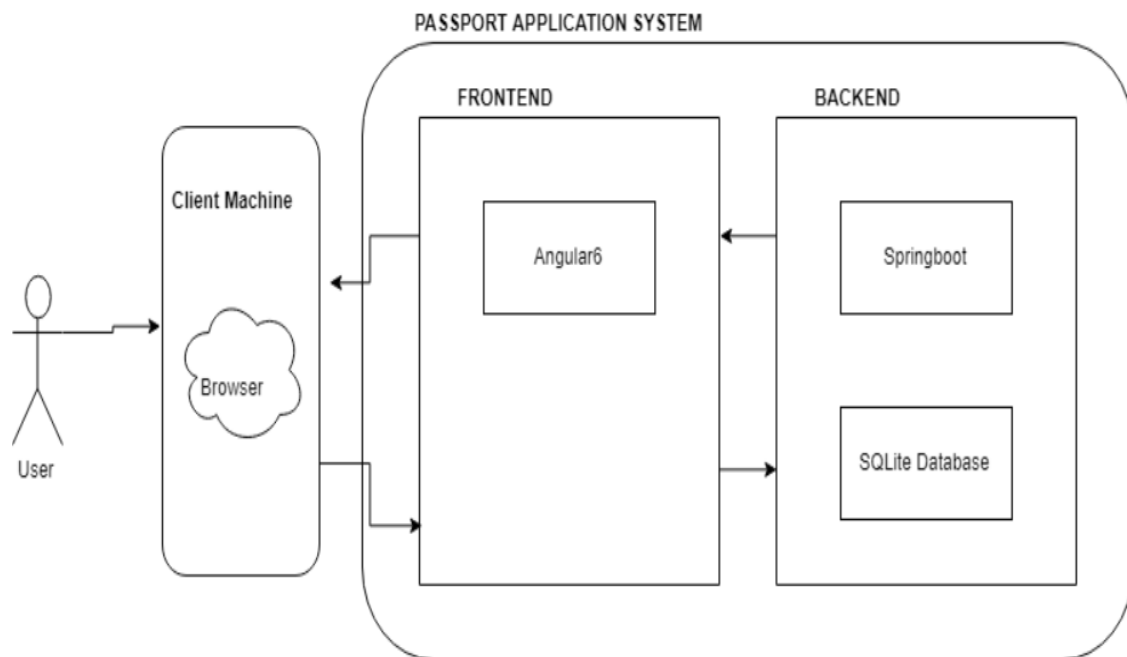 PASSPORT APPLICATION SYSTEM
FRONTEND
BACKEND
Client Machine
Angular6
Springboot
Browser
User
SQLite Database